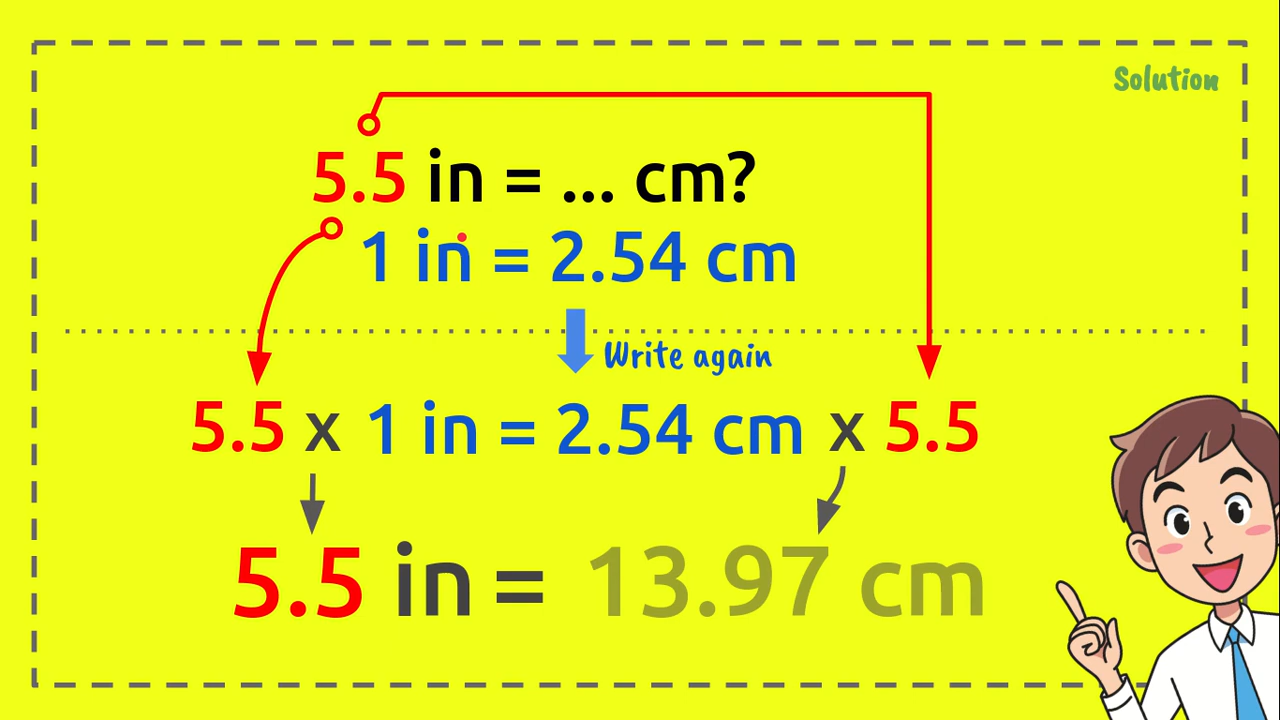 Solution
5.5 in = ... cm?
1 in = 2.54 cm
Write again
5.5 x 1 in = 2.54 cm x 5.5
5.5 in = 13.97 cm